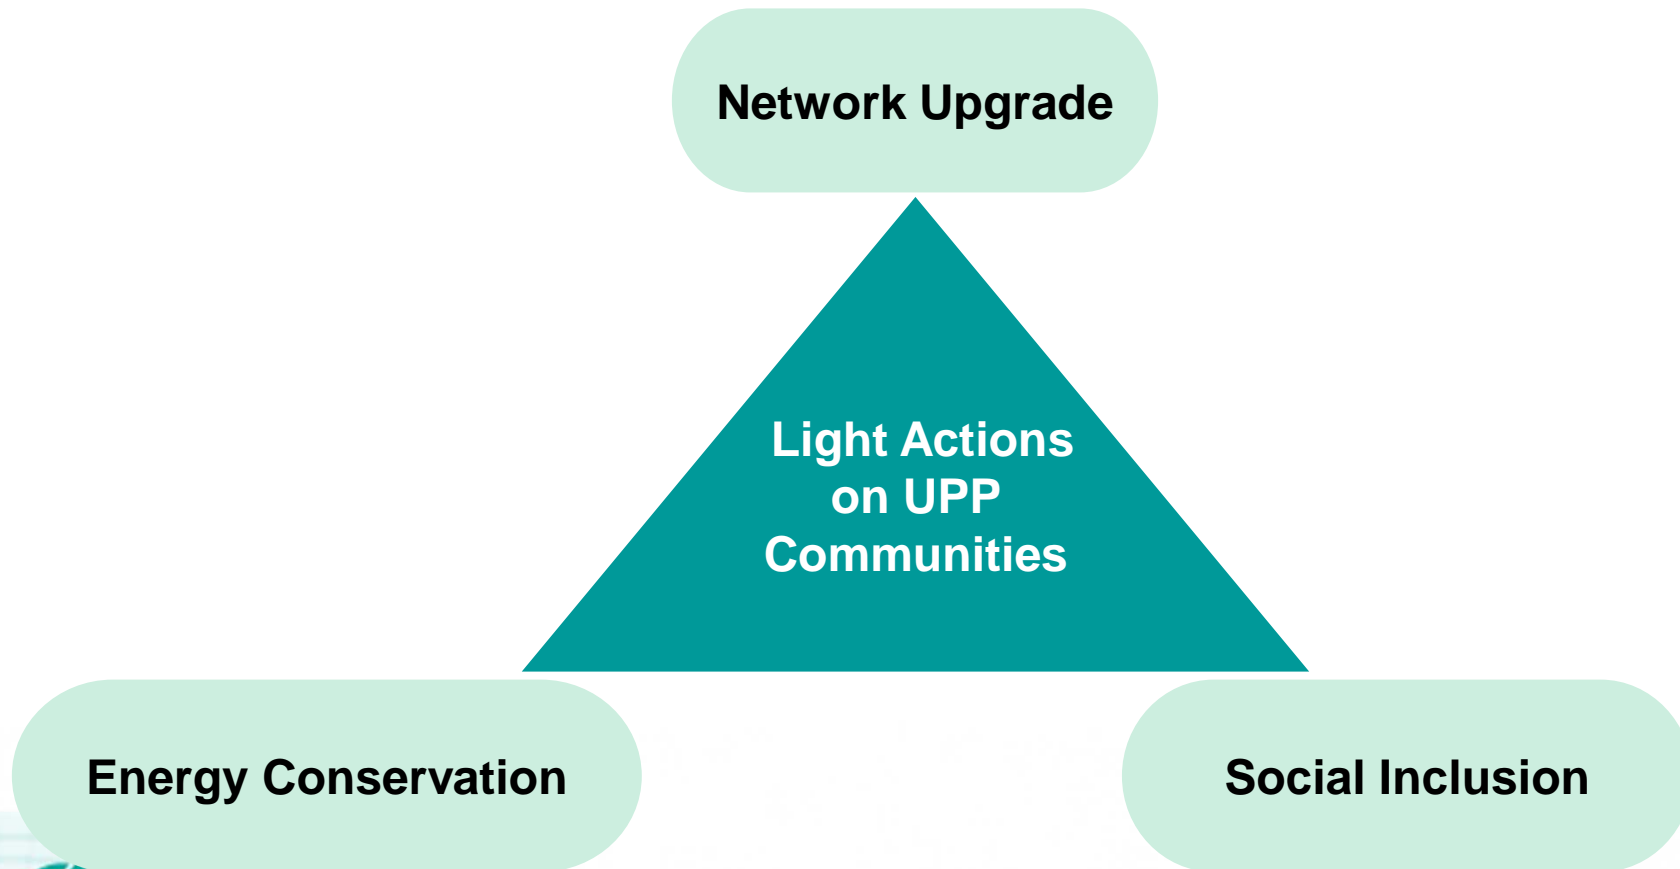 Network Upgrade
Light Actions
on UPP
Communities
Energy Conservation
Social Inclusion